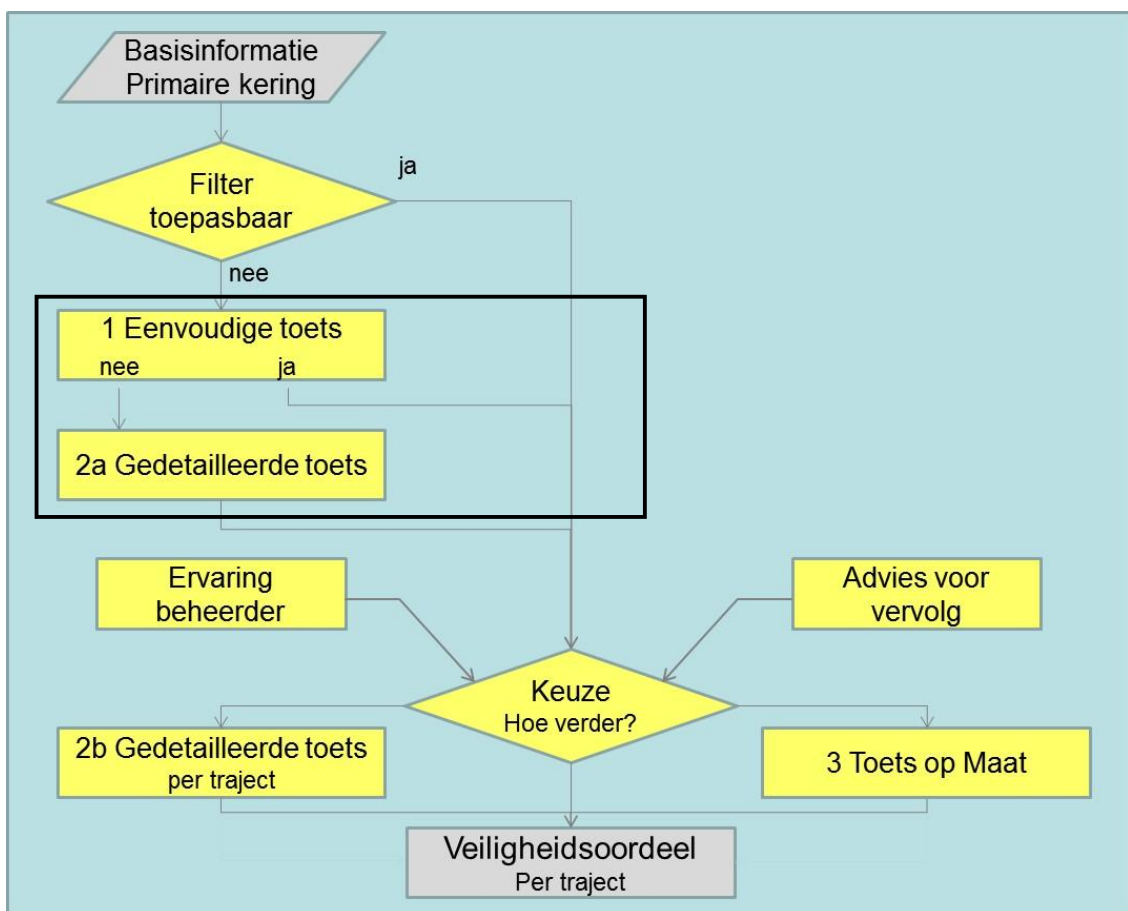 Basisinformatie
Primaire kering
ja
Filter
toepasbaar
nee
1 Eenvoudige toets
nee ja
2a Gedetailleerde toets
Ervaring
beheerder
Advies voor
vervolg
Keuze
Hoe verder?
2b Gedetailleerde toets
per traject
3 Toets op Maat
Veiligheidsoordeel
Per traject